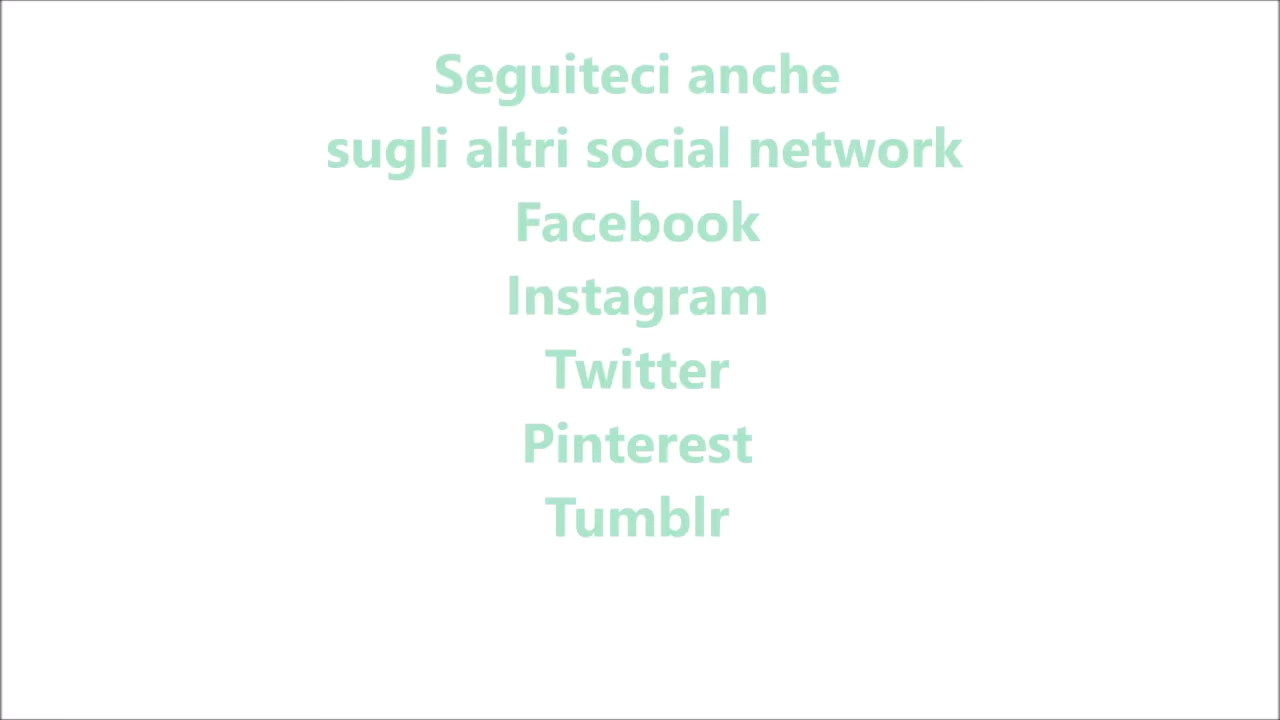 Seguiteci anche
sugli altri social network
Facebook
Instagram
Twitter
Pinterest
Tumblr